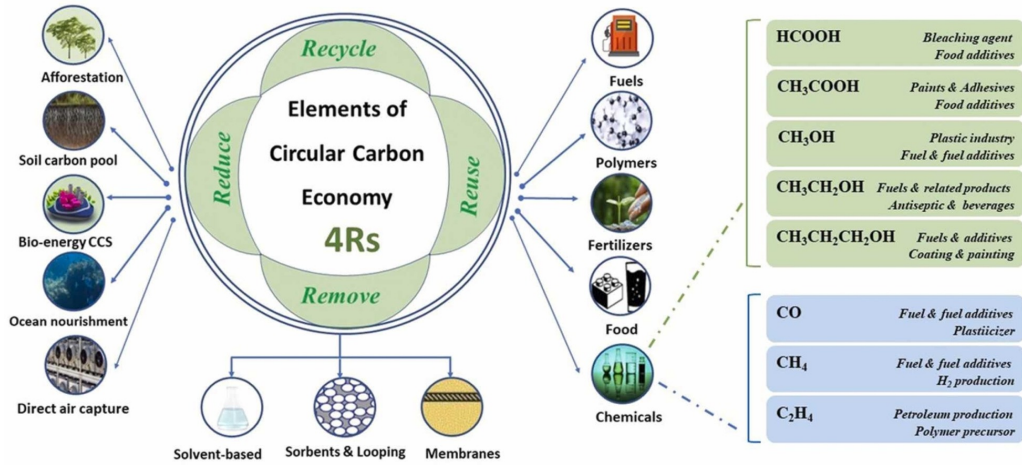 Recycle
Elements of
Circular Carbon
Economy
4Rs
Reduce
Reuse
Remove
Afforestation
Soil carbon pool
Bio-energy CCS
Ocean nourishment
Direct air capture
Solvent-based
Sorbents & Looping
Membranes
Fuels
Polymers
Fertilizers
Food
Chemicals
HCOOH
Bleaching agent
Food additives
CH₃COOH
Paints & Adhesives
Food additives
CH₃OH
Plastic industry
Fuel & fuel additives
CH₃CH₂OH
Fuels & related products
Antiseptic & beverages
CH₃CH₂CH₂OH
Fuels & additives
Coating & painting
CO
Fuel & fuel additives
Plastiicizer
CH₄
Fuel & fuel additives
H₂ production
C₂H₄
Petroleum production
Polymer precursor